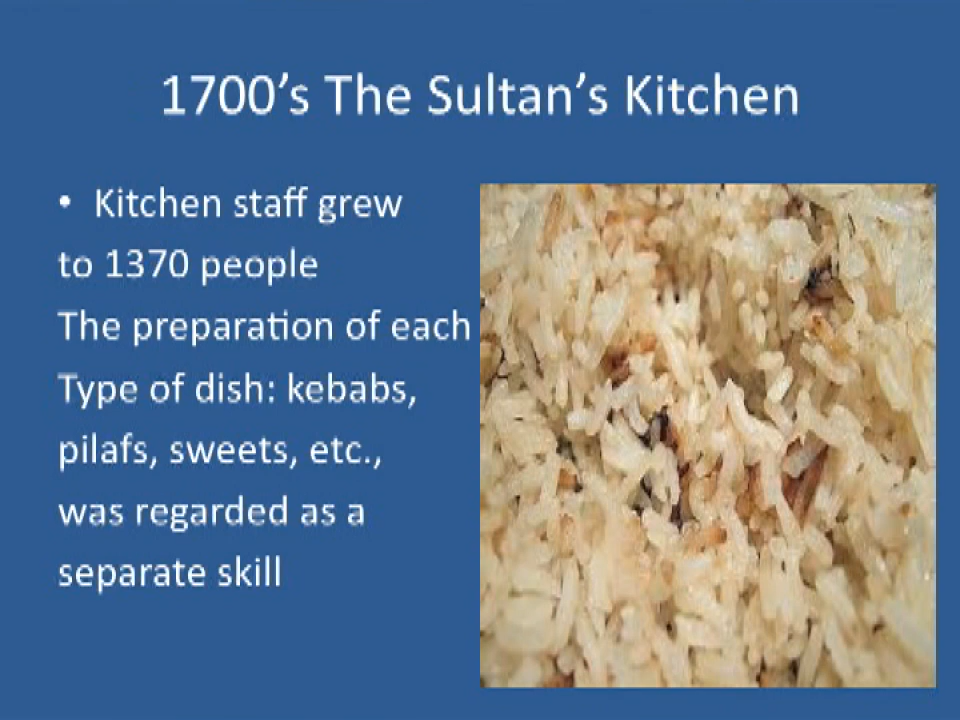 1700's The Sultan's Kitchen
• Kitchen staff grew
to 1370 people
The preparation of each
Type of dish: kebabs,
pilafs, sweets, etc.,
was regarded as a
separate skill